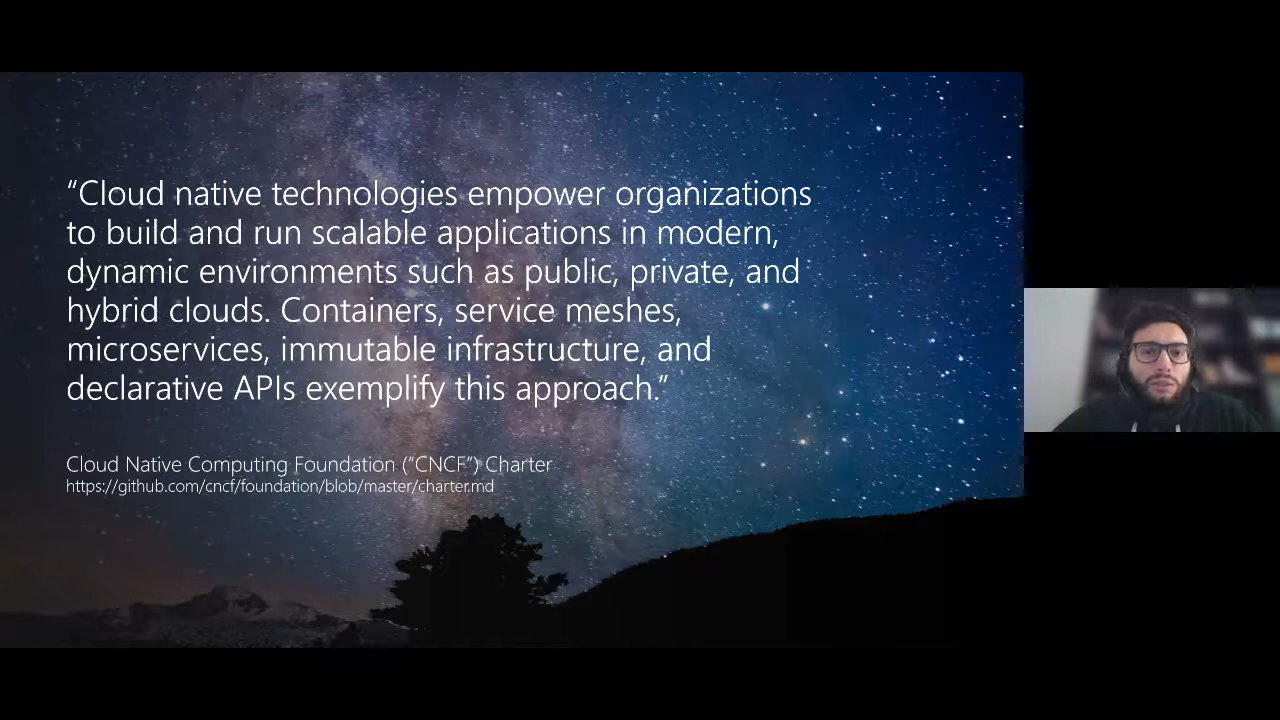 “Cloud native technologies empower organizations
to build and run scalable applications in modern,
dynamic environments such as public, private, and
hybrid clouds. Containers, service meshes,
microservices, immutable infrastructure, and
declarative APIs exemplify this approach.”
Cloud Native Computing Foundation (“CNCF”) Charter
https://github.com/cncf/foundation/blob/master/charter.md